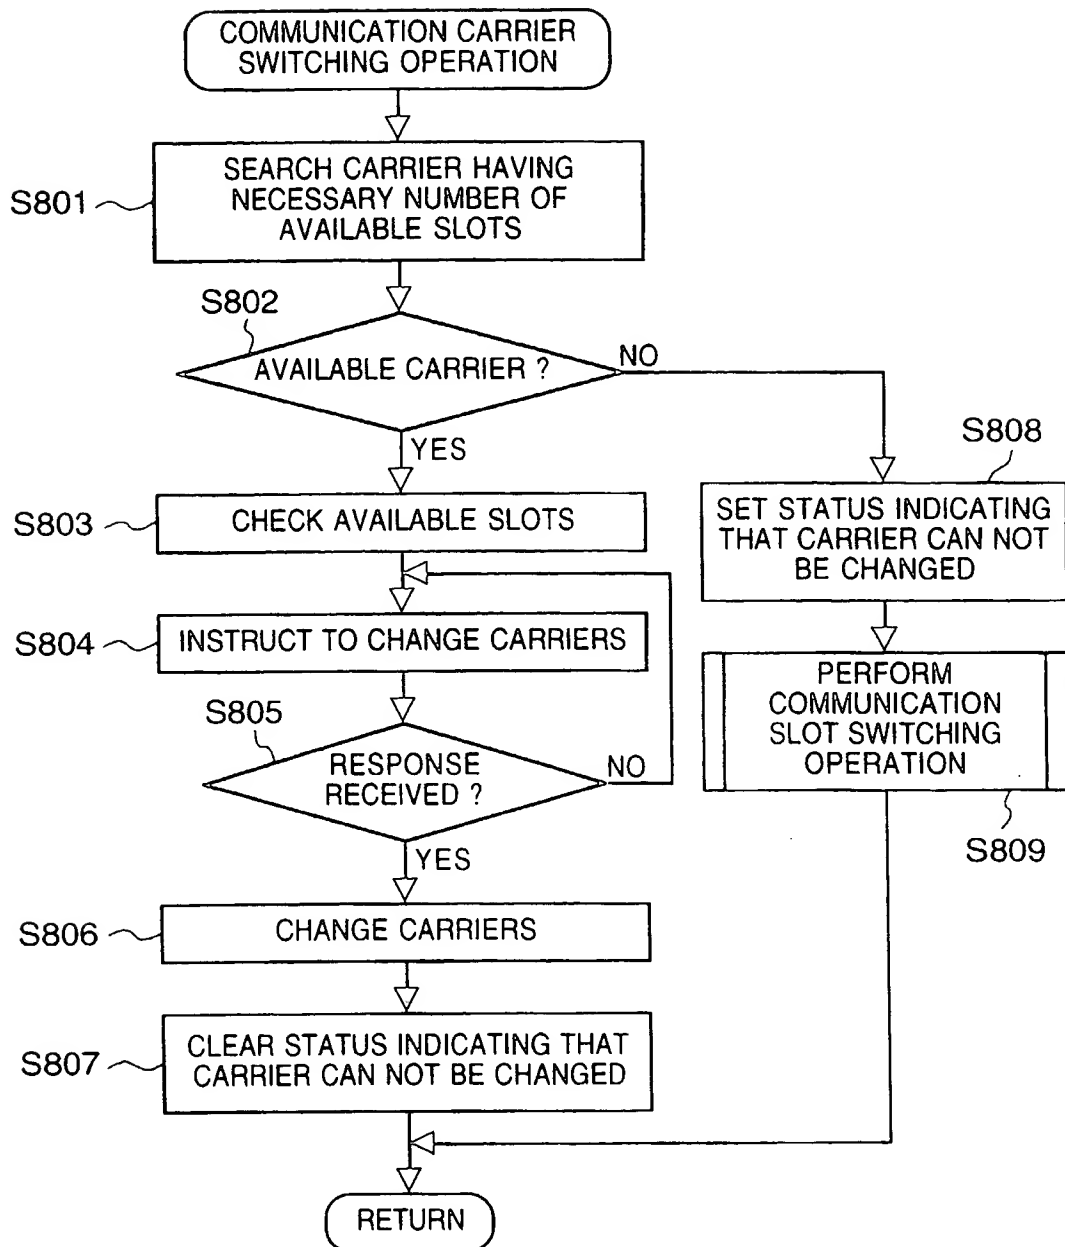 COMMUNICATION CARRIER
SWITCHING OPERATION
S801
SEARCH CARRIER HAVING
NECESSARY NUMBER OF
AVAILABLE SLOTS
S802
AVAILABLE CARRIER ?
NO
YES
S803
CHECK AVAILABLE SLOTS
S804
INSTRUCT TO CHANGE CARRIERS
S805
RESPONSE
RECEIVED ?
NO
YES
S806
CHANGE CARRIERS
S807
CLEAR STATUS INDICATING THAT
CARRIER CAN NOT BE CHANGED
S808
SET STATUS INDICATING
THAT CARRIER CAN NOT
BE CHANGED
PERFORM
COMMUNICATION
SLOT SWITCHING
OPERATION
S809
RETURN